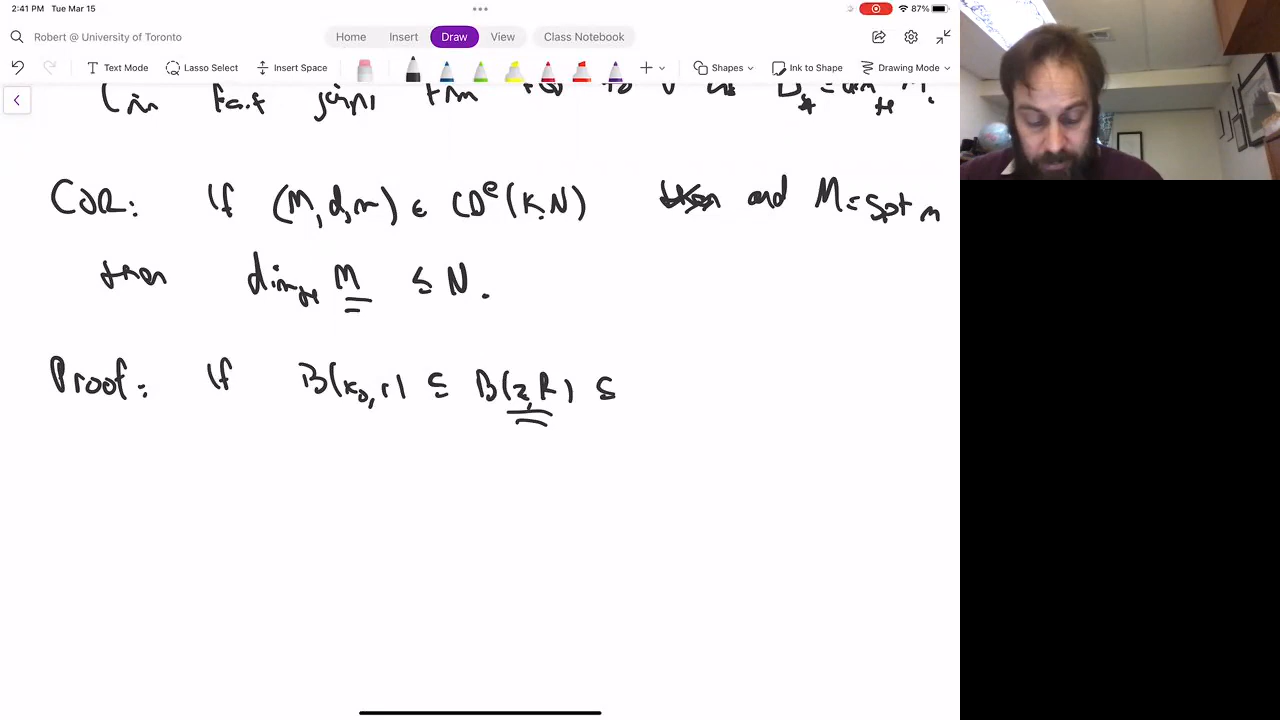 2:41 PM Tue Mar 15
87%
Robert @ University of Toronto
Home Insert Draw View Class Notebook
Text Mode Lasso Select Insert Space Shapes Ink to Shape Drawing Mode
COR: If (M,d,m) ∈ CD^e(K,N) and M = spt m
then dim_H M ≤ N.
Proof: If B(x_0,r) ⊆ B(z,R) ⊆